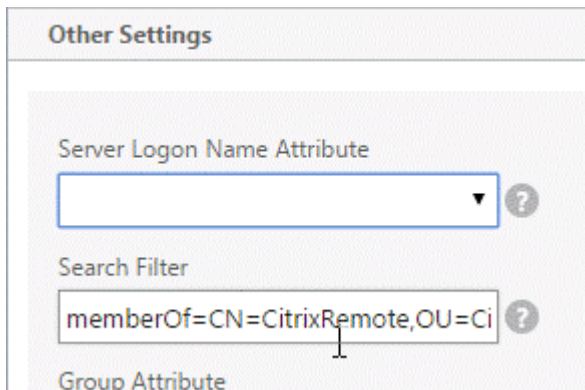 Other Settings
Server Logon Name Attribute
?
Search Filter
memberOf=CN=CitrixRemote,OU=Ci
?
Group Attribute